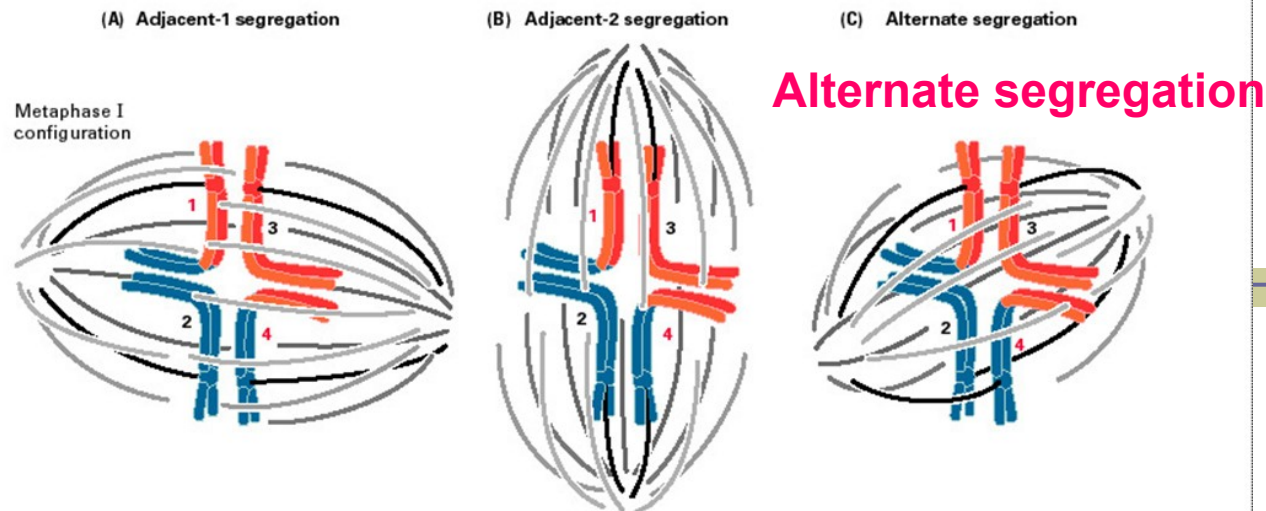 (A) Adjacent-1 segregation
(B) Adjacent-2 segregation
(C) Alternate segregation
Alternate segregation
Metaphase I
configuration
1
3
2
4
1
3
2
4
1
3
2
4